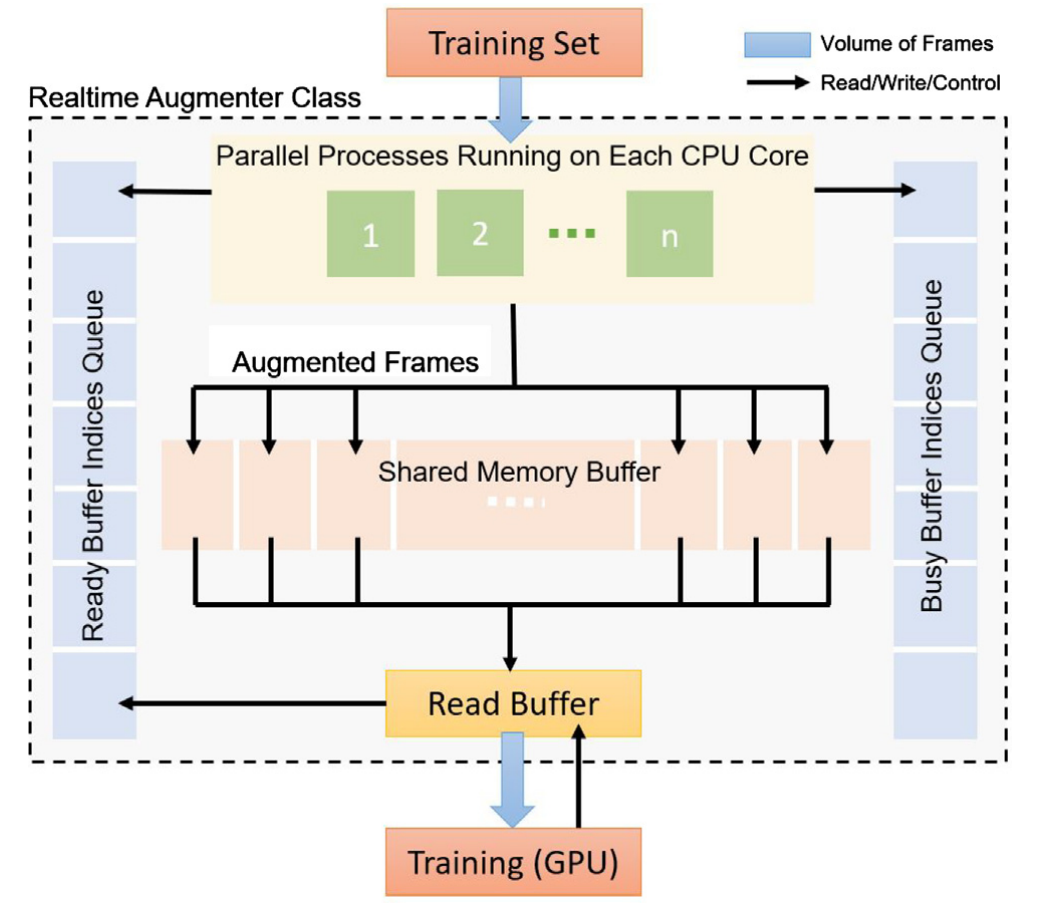 Training Set
Volume of Frames
Read/Write/Control
Realtime Augmenter Class
Parallel Processes Running on Each CPU Core
1 2 n
Augmented Frames
Ready Buffer Indices Queue
Shared Memory Buffer
Busy Buffer Indices Queue
Read Buffer
Training (GPU)